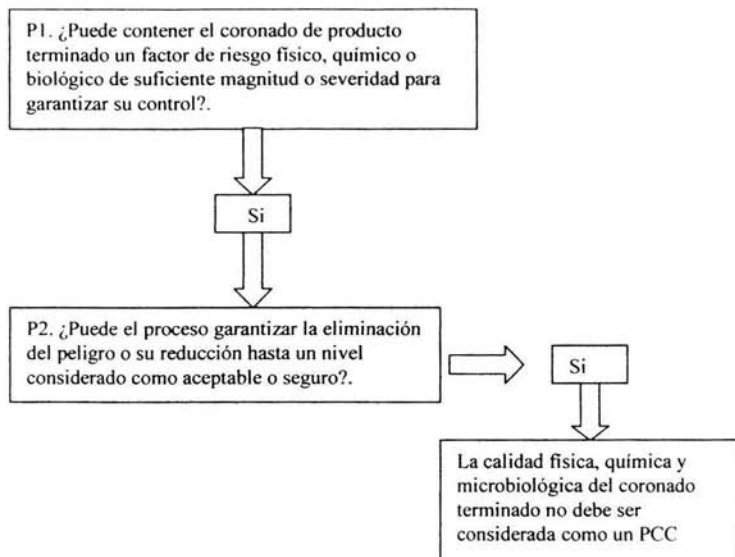 P1. ¿Puede contener el coronado de producto
terminado un factor de riesgo físico, químico o
biológico de suficiente magnitud o severidad para
garantizar su control?.
Si
P2. ¿Puede el proceso garantizar la eliminación
del peligro o su reducción hasta un nivel
considerado como aceptable o seguro?.
Si
La calidad física, química y
microbiológica del coronado
terminado no debe ser
considerada como un PCC